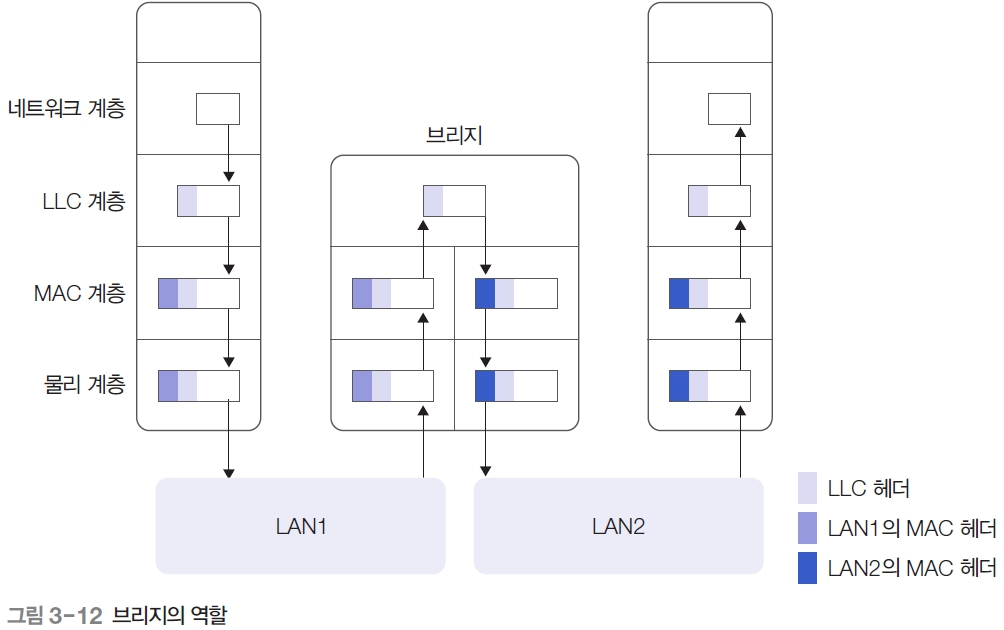 브리지
네트워크 계층
LLC 계층
MAC 계층
물리 계층
LAN1
LAN2
LLC 헤더
LAN1의 MAC 헤더
LAN2의 MAC 헤더
그림 3-12 브리지의 역할